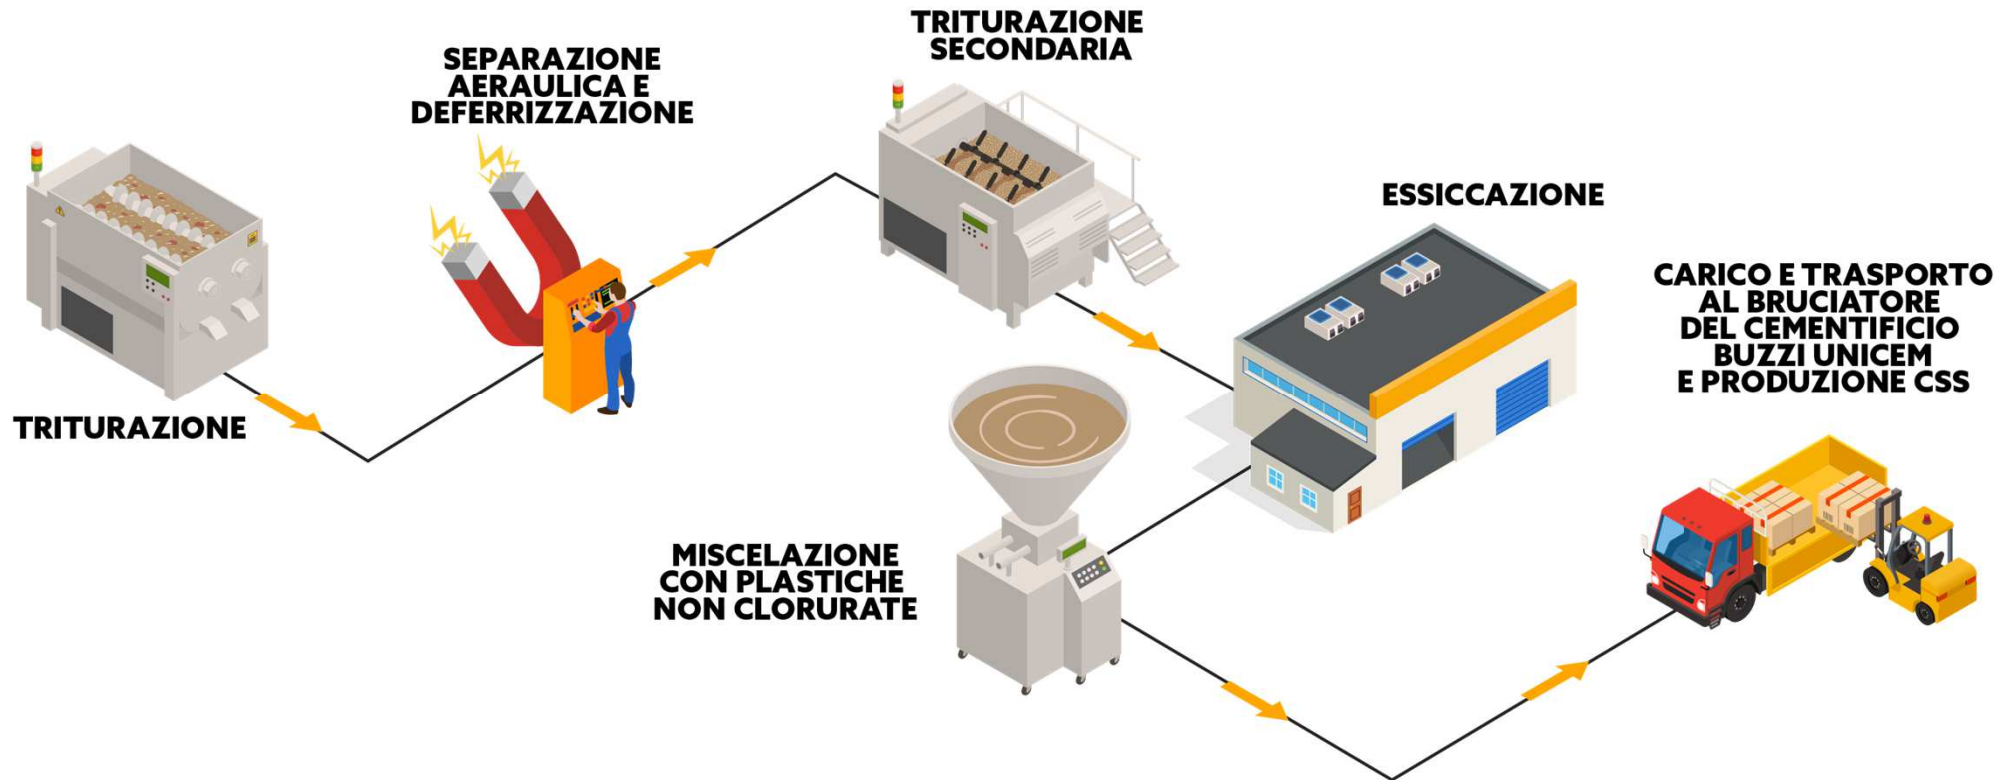 TRITURAZIONE
SEPARAZIONE
AERAULICA E
DEFERRIZZAZIONE
TRITURAZIONE
SECONDARIA
ESSICCAZIONE
MISCELAZIONE
CON PLASTICHE
NON CLORURATE
CARICO E TRASPORTO
AL BRUCIATORE
DEL CEMENTIFICIO
BUZZI UNICEM
E PRODUZIONE CSS